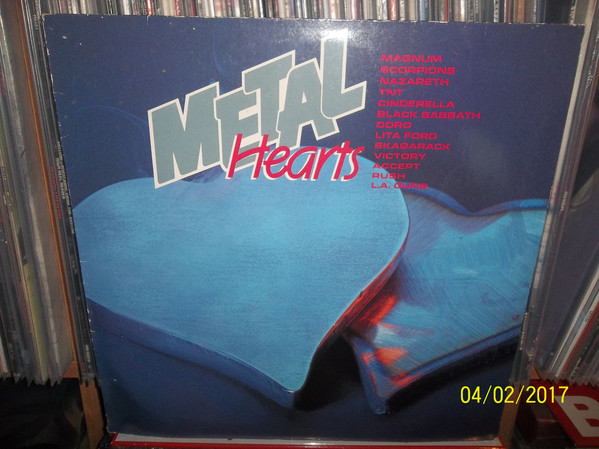 METAL
Hearts
MAGNUM
SCORPIONS
NAZARETH
TNT
CINDERELLA
BLACK SABBATH
DORO
LITA FORD
SKAGARACK
VICTORY
ACCEPT
RUSH
L.A. GUNS
04/02/2017